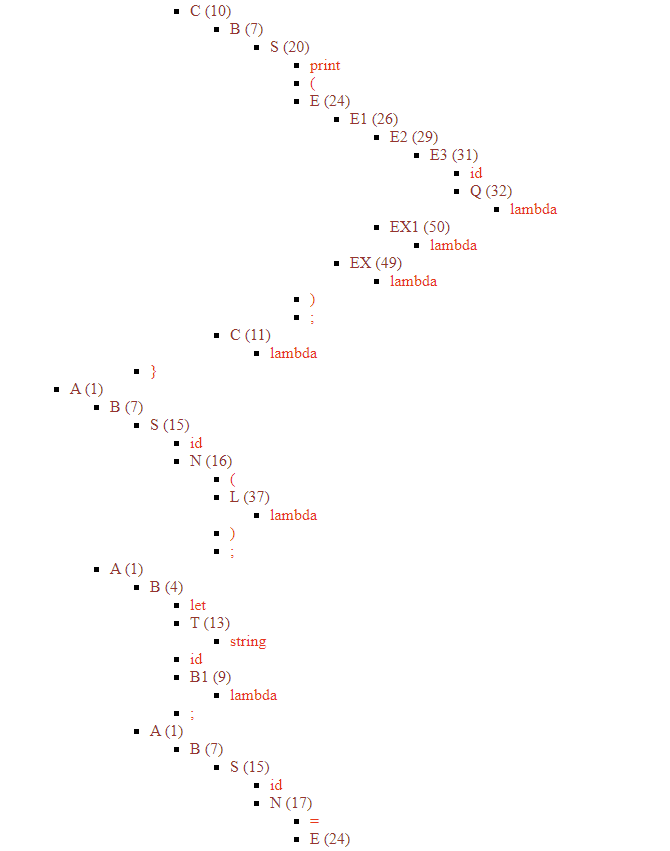 C (10)
B (7)
S (20)
print
(
E (24)
E1 (26)
E2 (29)
E3 (31)
id
Q (32)
lambda
EX1 (50)
lambda
EX (49)
lambda
)
;
C (11)
lambda
}
A (1)
B (7)
S (15)
id
N (16)
(
L (37)
lambda
)
;
A (1)
B (4)
let
T (13)
string
id
B1 (9)
lambda
;
A (1)
B (7)
S (15)
id
N (17)
=
E (24)